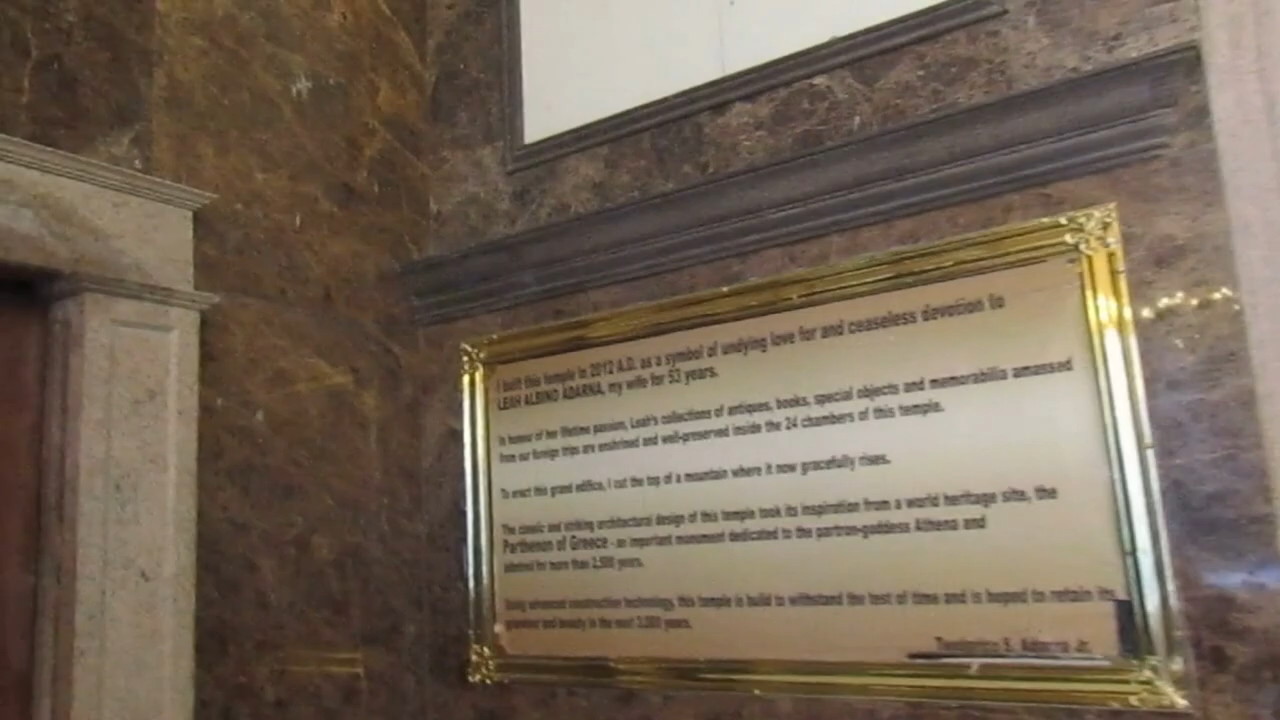 I built this temple in 2012 A.D. as a symbol of undying love for and ceaseless devotion to
LEAH ALBINO ADARNA, my wife for 53 years.
In honour of her lifetime passion, Leah's collections of antiques, books, special objects and memorabilia amassed
from our foreign trips are enshrined and well-preserved inside the 24 chambers of this temple.
To erect this grand edifice, I cut the top of a mountain where it now gracefully rises.
The classic and striking architectural design of this temple took its inspiration from a world heritage site, the
Parthenon of Greece - an important monument dedicated to the partron-goddess Athena and
admired for more than 2,500 years.
Using advanced construction technology, this temple is build to withstand the test of time and is hoped to retain its
grandeur and beauty in the next years.
E. Adarna Jr.